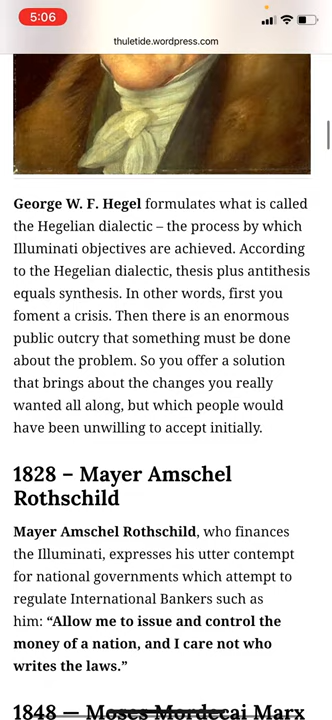 5:06
thuletide.wordpress.com
George W. F. Hegel formulates what is called
the Hegelian dialectic – the process by which
Illuminati objectives are achieved. According
to the Hegelian dialectic, thesis plus antithesis
equals synthesis. In other words, first you
foment a crisis. Then there is an enormous
public outcry that something must be done
about the problem. So you offer a solution
that brings about the changes you really
wanted all along, but which people would
have been unwilling to accept initially.
1828 – Mayer Amschel
Rothschild
Mayer Amschel Rothschild, who finances
the Illuminati, expresses his utter contempt
for national governments which attempt to
regulate International Bankers such as
him: “Allow me to issue and control the
money of a nation, and I care not who
writes the laws.”
1848 — Moses Mordecai Marx